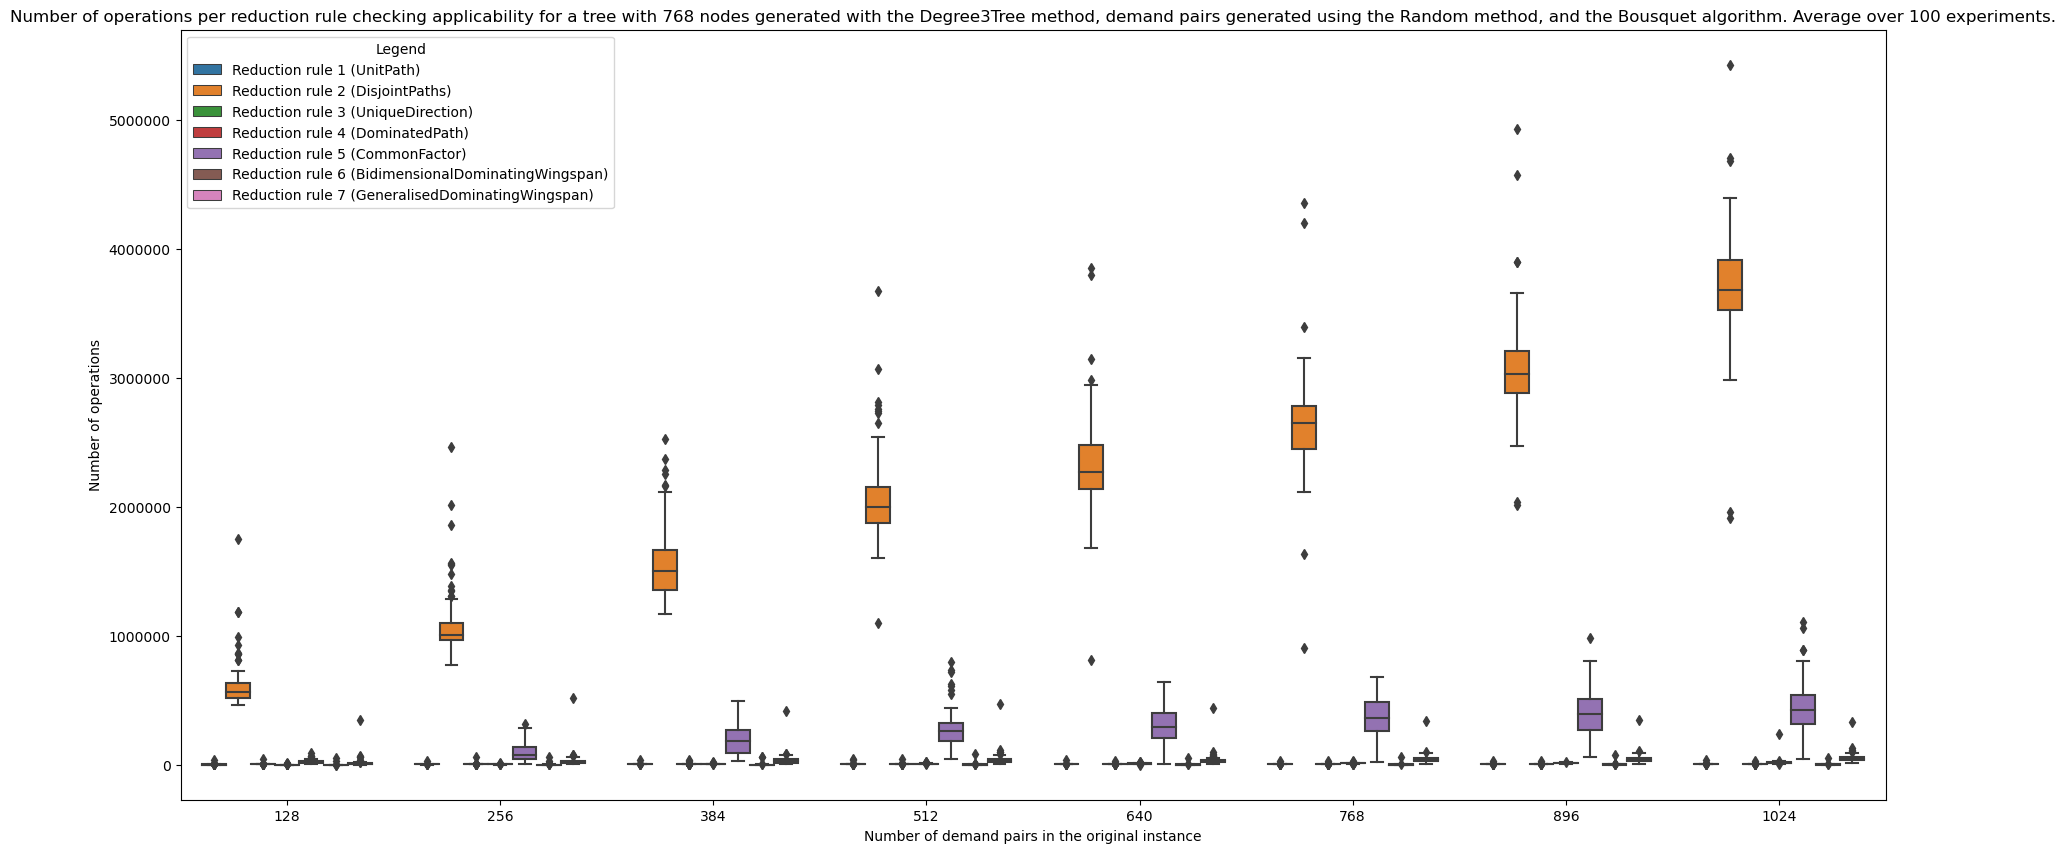 Number of operations per reduction rule checking applicability for a tree with 768 nodes generated with the Degree3Tree method, demand pairs generated using the Random method, and the Bousquet algorithm. Average over 100 experiments.
Legend
Reduction rule 1 (UnitPath)
Reduction rule 2 (DisjointPaths)
Reduction rule 3 (UniqueDirection)
Reduction rule 4 (DominatedPath)
Reduction rule 5 (CommonFactor)
Reduction rule 6 (BidimensionalDominatingWingspan)
Reduction rule 7 (GeneralisedDominatingWingspan)
Number of operations
5000000
4000000
3000000
2000000
1000000
0
128 256 384 512 640 768 896 1024
Number of demand pairs in the original instance